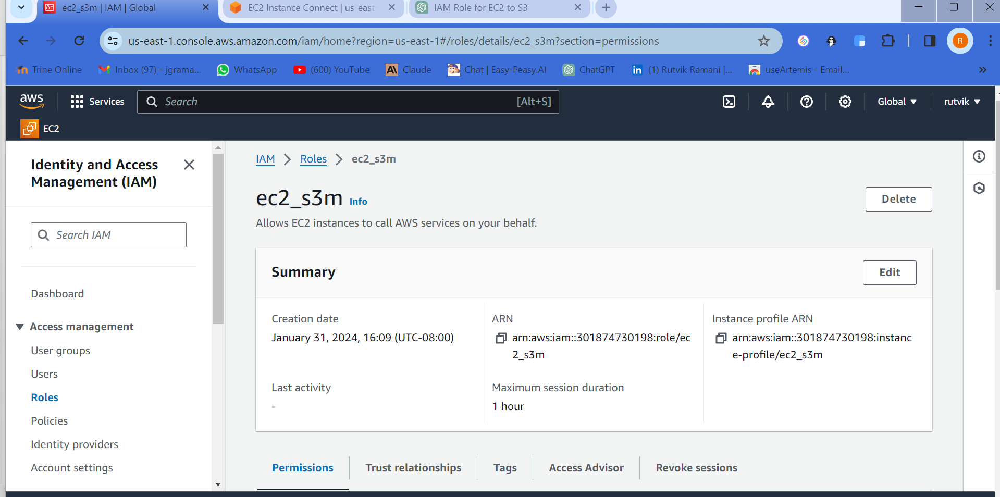 ec2_s3m | IAM | Global
EC2 Instance Connect | us-east-
IAM Role for EC2 to S3
us-east-1.console.aws.amazon.com/iam/home?region=us-east-1#/roles/details/ec2_s3m?section=permissions
R
Trine Online
Inbox (97) - jgrama...
WhatsApp
(600) YouTube
Claude
Chat | Easy-Peasy.AI
ChatGPT
(1) Rutvik Ramani |...
useArtemis - Email...
aws
Services
Search
[Alt+S]
Global
rutvik
EC2
Identity and Access
Management (IAM)
Search IAM
Dashboard
Access management
User groups
Users
Roles
Policies
Identity providers
Account settings
IAM
Roles
ec2_s3m
ec2_s3m Info
Delete
Allows EC2 instances to call AWS services on your behalf.
Summary
Edit
Creation date
January 31, 2024, 16:09 (UTC-08:00)
ARN
arn:aws:iam::301874730198:role/ec
2_s3m
Instance profile ARN
arn:aws:iam::301874730198:instanc
e-profile/ec2_s3m
Last activity
-
Maximum session duration
1 hour
Permissions
Trust relationships
Tags
Access Advisor
Revoke sessions